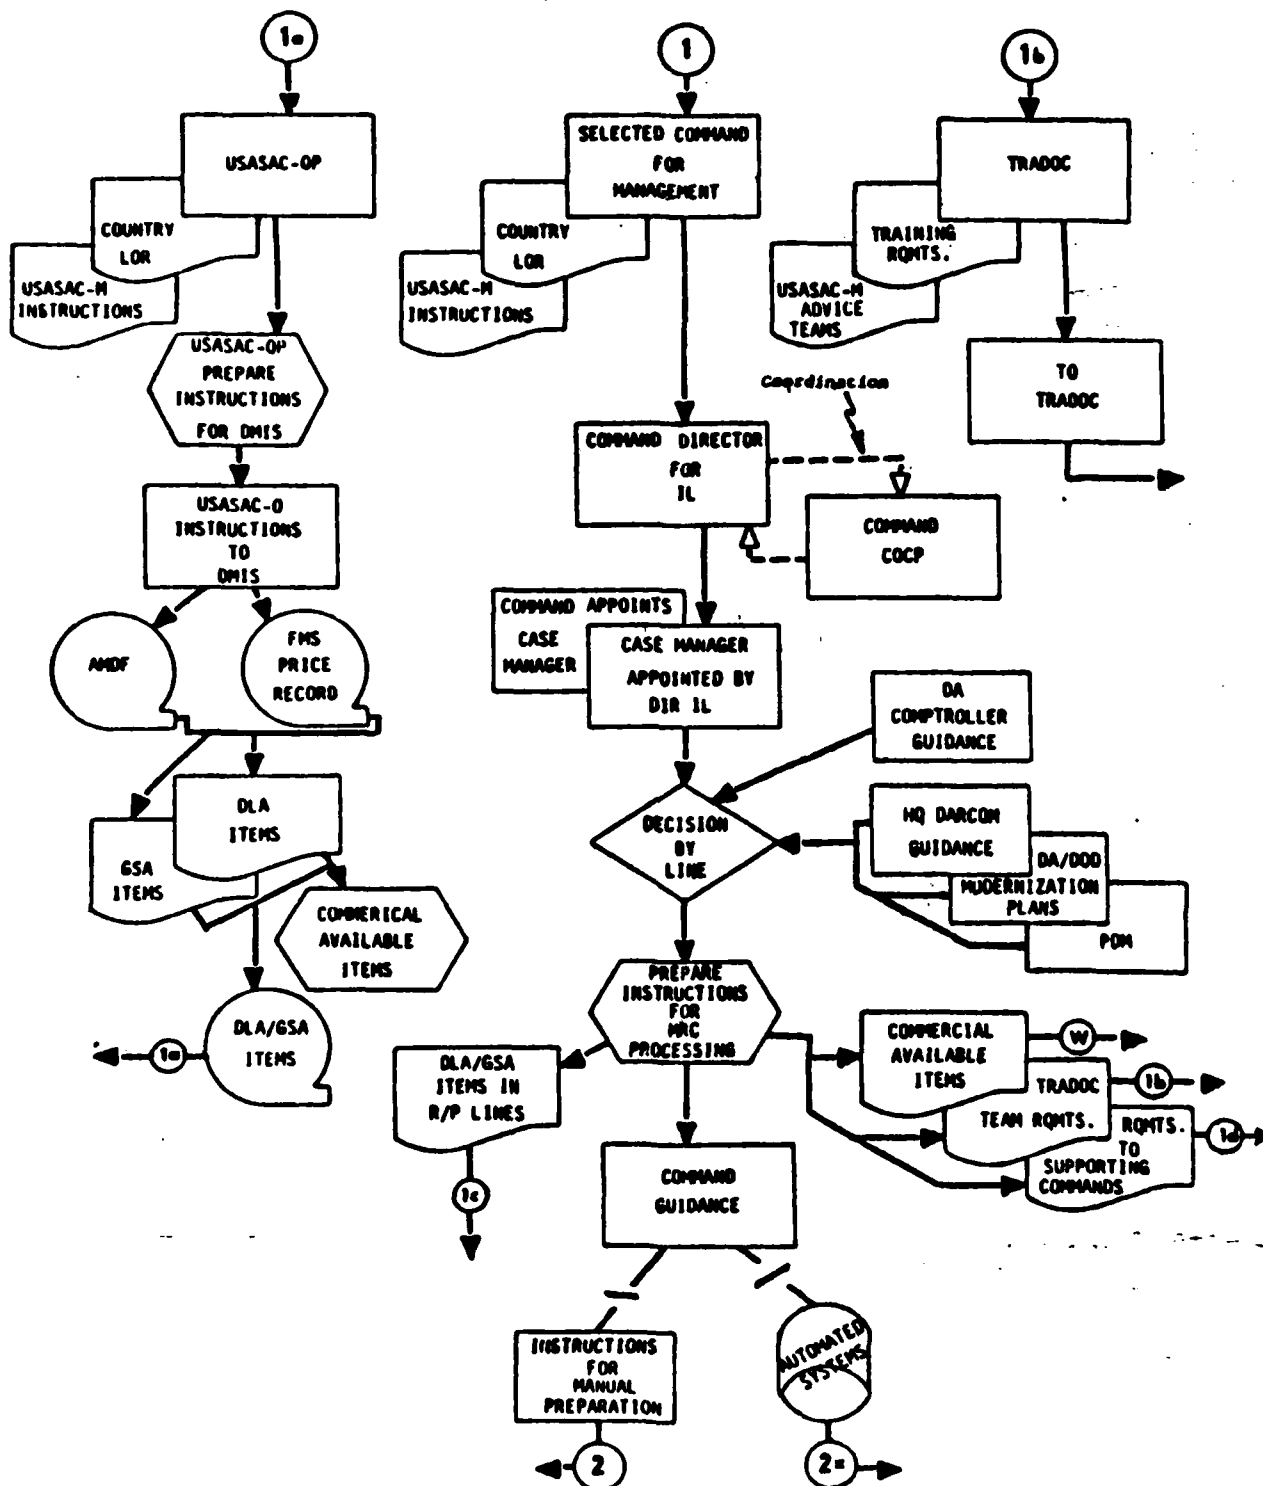 1a
1
1b
USASAC-OP
COUNTRY
LOR
USASAC-M
INSTRUCTIONS
USASAC-OP
PREPARE
INSTRUCTIONS
FOR DMIS
USASAC-O
INSTRUCTIONS
TO
DMIS
AMDF
FMS
PRICE
RECORD
DLA
ITEMS
GSA
ITEMS
COMMERICAL
AVAILABLE
ITEMS
DLA/GSA
ITEMS
1a
SELECTED COMMAND
FOR
MANAGEMENT
COUNTRY
LOR
USASAC-M
INSTRUCTIONS
COMMAND DIRECTOR
FOR
IL
Coordination
COMMAND
COCP
COMMAND APPOINTS
CASE
MANAGER
CASE MANAGER
APPOINTED BY
DIR IL
DA
COMPTROLLER
GUIDANCE
DECISION
BY
LINE
HQ DARCOM
GUIDANCE
DA/DOD
MUDERNIZATION
PLANS
POM
PREPARE
INSTRUCTIONS
FOR
MRC
PROCESSING
DLA/GSA
ITEMS IN
R/P LINES
1c
COMMERCIAL
AVAILABLE
ITEMS
W
TRADOC
TEAM RQMTS.
1b
RQMTS.
TO
SUPPORTING
COMMANDS
1d
COMMAND
GUIDANCE
INSTRUCTIONS
FOR
MANUAL
PREPARATION
2
AUTOMATED
SYSTEMS
TRADOC
TRAINING
RQMTS.
USASAC-M
ADVICE
TEAMS
TO
TRADOC